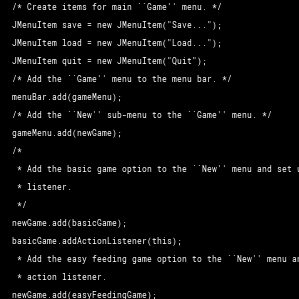 /* Create items for main ``Game'' menu. */
JMenuItem save = new JMenuItem("Save...");
JMenuItem load = new JMenuItem("Load...");
JMenuItem quit = new JMenuItem("Quit");
/* Add the ``Game'' menu to the menu bar. */
menuBar.add(gameMenu);
/* Add the ``New'' sub-menu to the ``Game'' menu. */
gameMenu.add(newGame);
/*
* Add the basic game option to the ``New'' menu and set
* listener.
*/
newGame.add(basicGame);
basicGame.addActionListener(this);
* Add the easy feeding game option to the ``New'' menu
* action listener.
newGame.add(easyFeedingGame);